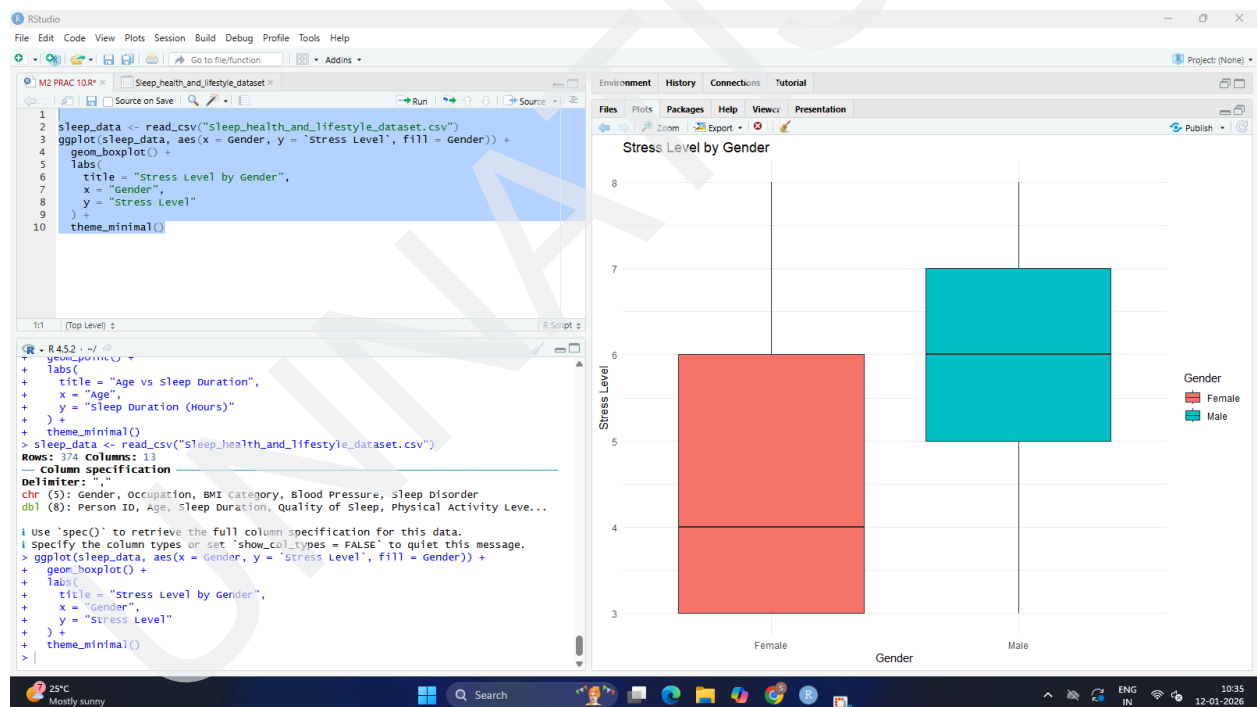 RStudio
File Edit Code View Plots Session Build Debug Profile Tools Help
Go to file/function Addins Project: (None)
M2 PRAC 10.R* Sleep_health_and_lifestyle_dataset
Source on Save Run Source
1
2 sleep_data <- read_csv("Sleep_health_and_lifestyle_dataset.csv")
3 ggplot(sleep_data, aes(x = Gender, y = `Stress Level`, fill = Gender)) +
4 geom_boxplot() +
5 labs(
6 title = "Stress Level by Gender",
7 x = "Gender",
8 y = "Stress Level"
9 ) +
10 theme_minimal()
1:1 (Top Level) R Script
R 4.5.2 · ~/
+ geom_point() +
+ labs(
+ title = "Age vs Sleep Duration",
+ x = "Age",
+ y = "Sleep Duration (Hours)"
+ ) +
+ theme_minimal()
> sleep_data <- read_csv("Sleep_health_and_lifestyle_dataset.csv")
Rows: 374 Columns: 13
── Column specification ──
Delimiter: ","
chr (5): Gender, Occupation, BMI Category, Blood Pressure, Sleep Disorder
dbl (8): Person ID, Age, Sleep Duration, Quality of Sleep, Physical Activity Leve...
i Use `spec()` to retrieve the full column specification for this data.
i Specify the column types or set `show_col_types = FALSE` to quiet this message.
> ggplot(sleep_data, aes(x = Gender, y = `Stress Level`, fill = Gender)) +
+ geom_boxplot() +
+ labs(
+ title = "Stress Level by Gender",
+ x = "Gender",
+ y = "Stress Level"
+ ) +
+ theme_minimal()
>
Environment History Connections Tutorial
Files Plots Packages Help Viewer Presentation
Zoom Export Publish
Stress Level by Gender
8
7
6
5
4
3
Stress Level
Female Male
Gender
Gender
Female
Male
UNNATI
7 25°C
Mostly sunny
Search
ENG
IN
10:35
12-01-2026